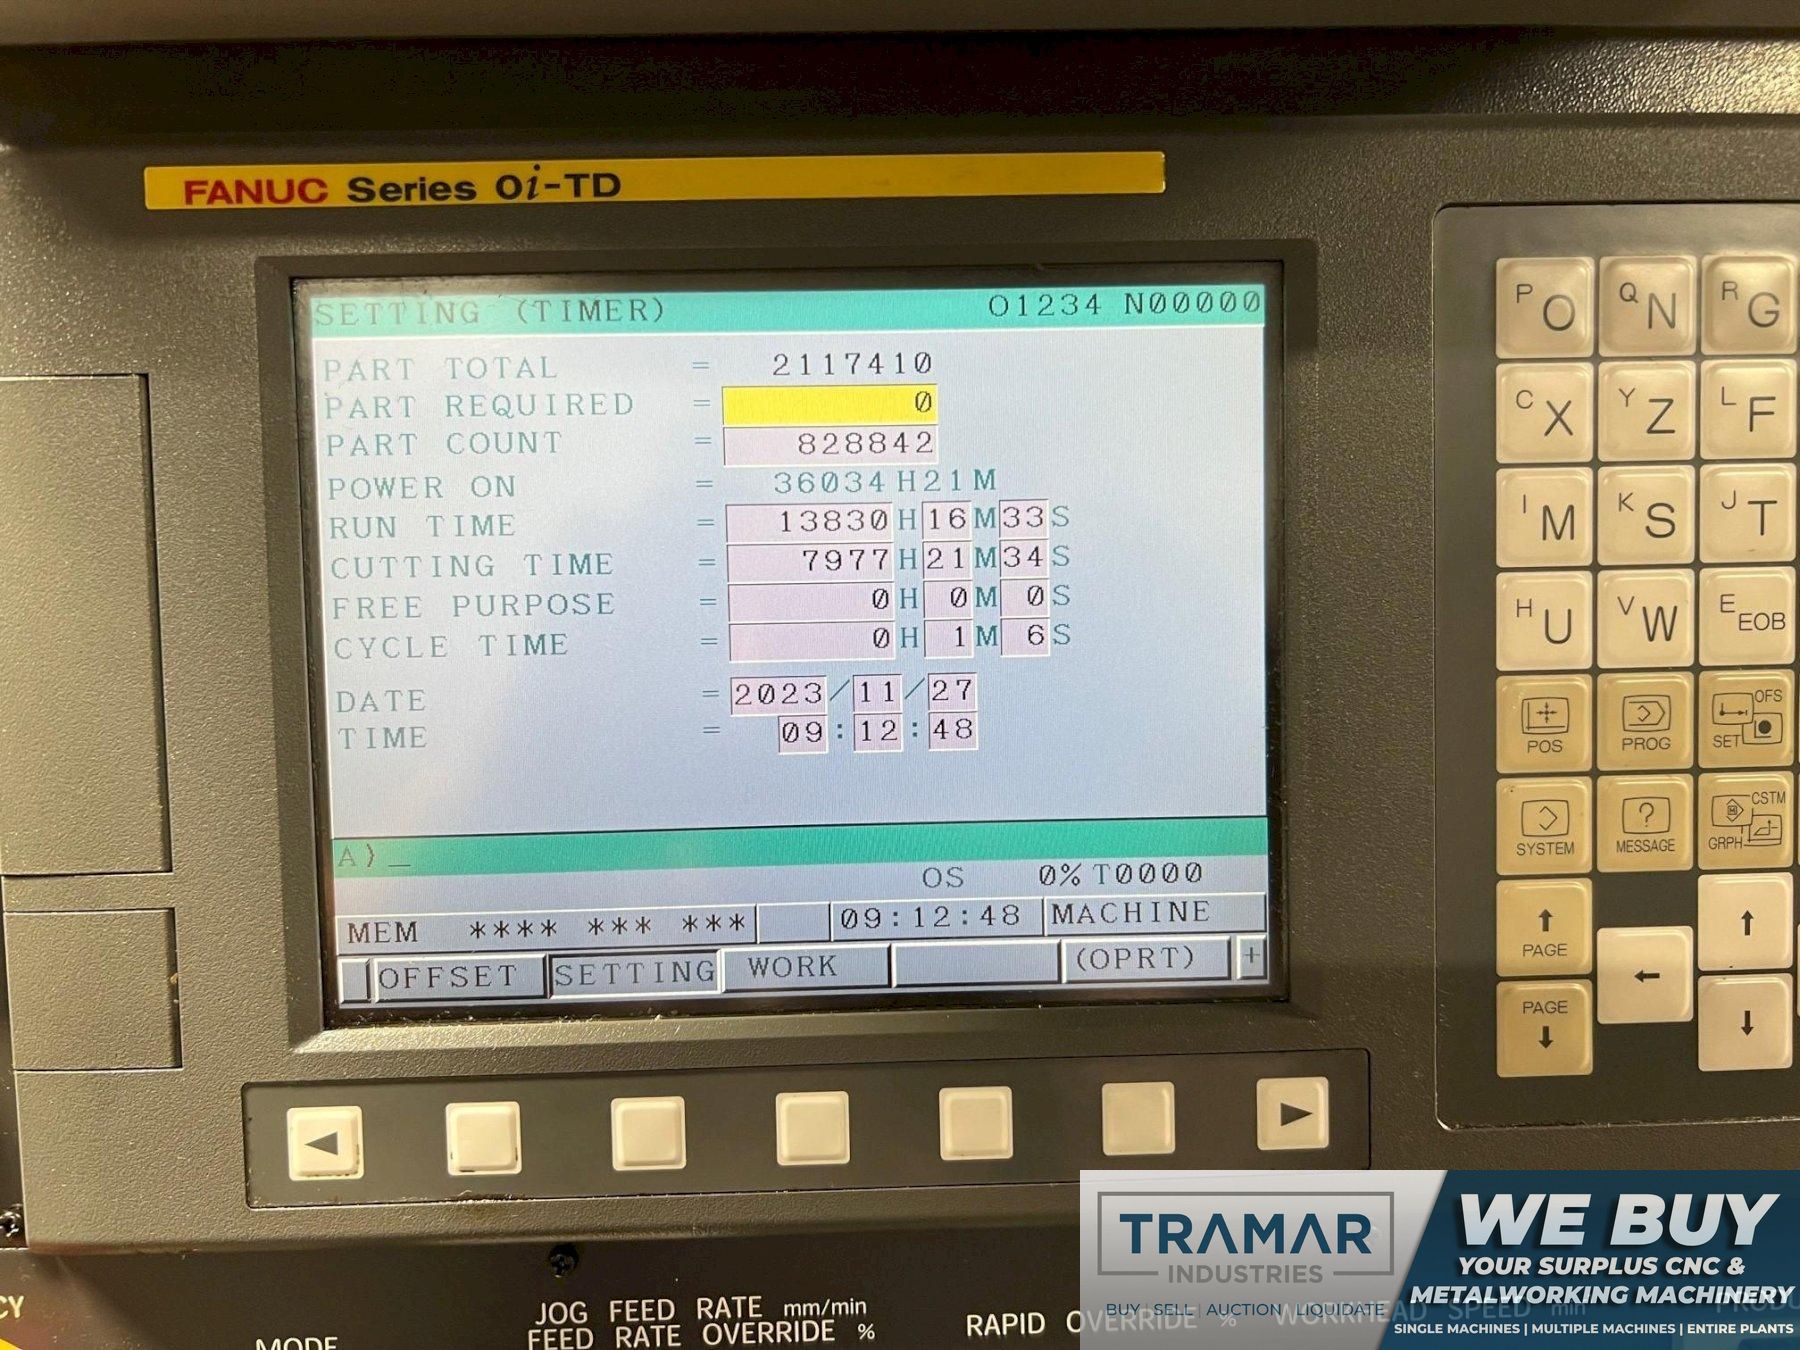 FANUC Series 0i-TD
SETTING (TIMER) O1234 N00000
PART TOTAL = 2117410
PART REQUIRED = 0
PART COUNT = 828842
POWER ON = 36034H21M
RUN TIME = 13830H16M33S
CUTTING TIME = 7977H21M34S
FREE PURPOSE = 0H 0M 0S
CYCLE TIME = 0H 1M 6S
DATE = 2023/11/27
TIME = 09:12:48
A)_
OS 0% T0000
MEM **** *** *** 09:12:48 MACHINE
OFFSET SETTING WORK (OPRT) +
P O Q N R G
C X Y Z L F
I M K S J T
H U V W E EOB
POS PROG OFS SET
SYSTEM MESSAGE CSTM GRPH
↑ PAGE ↑
←
PAGE ↓ ↓
◀ ▶
CY
MODE
JOG FEED RATE mm/min
FEED RATE OVERRIDE %
RAPID OVERRIDE %
WORKHEAD SPEED min
TRAMAR
INDUSTRIES
BUY SELL AUCTION LIQUIDATE
WE BUY
YOUR SURPLUS CNC &
METALWORKING MACHINERY
SINGLE MACHINES | MULTIPLE MACHINES | ENTIRE PLANTS